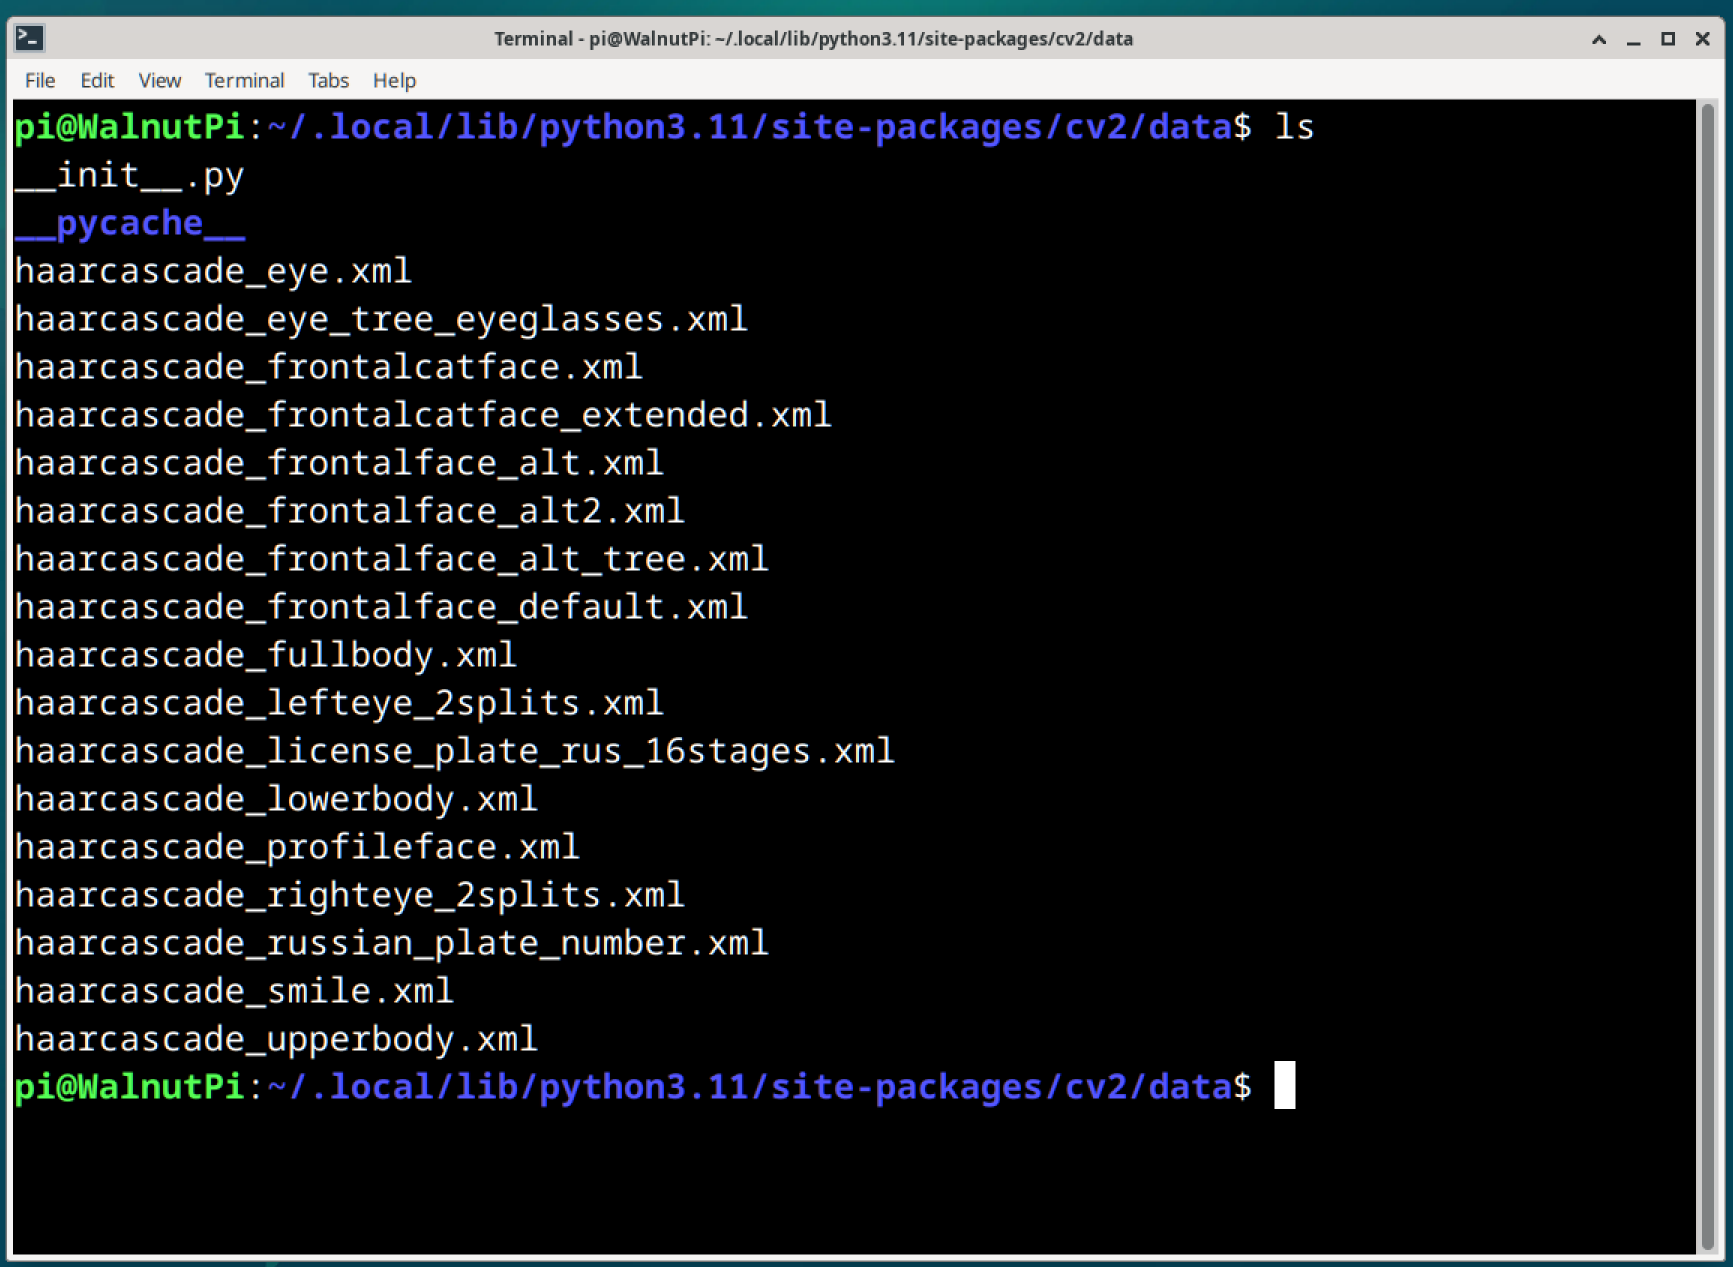 Terminal - pi@WalnutPi: ~/.local/lib/python3.11/site-packages/cv2/data
File Edit View Terminal Tabs Help
pi@WalnutPi:~/.local/lib/python3.11/site-packages/cv2/data$ ls
__init__.py
__pycache__
haarcascade_eye.xml
haarcascade_eye_tree_eyeglasses.xml
haarcascade_frontalcatface.xml
haarcascade_frontalcatface_extended.xml
haarcascade_frontalface_alt.xml
haarcascade_frontalface_alt2.xml
haarcascade_frontalface_alt_tree.xml
haarcascade_frontalface_default.xml
haarcascade_fullbody.xml
haarcascade_lefteye_2splits.xml
haarcascade_license_plate_rus_16stages.xml
haarcascade_lowerbody.xml
haarcascade_profileface.xml
haarcascade_righteye_2splits.xml
haarcascade_russian_plate_number.xml
haarcascade_smile.xml
haarcascade_upperbody.xml
pi@WalnutPi:~/.local/lib/python3.11/site-packages/cv2/data$